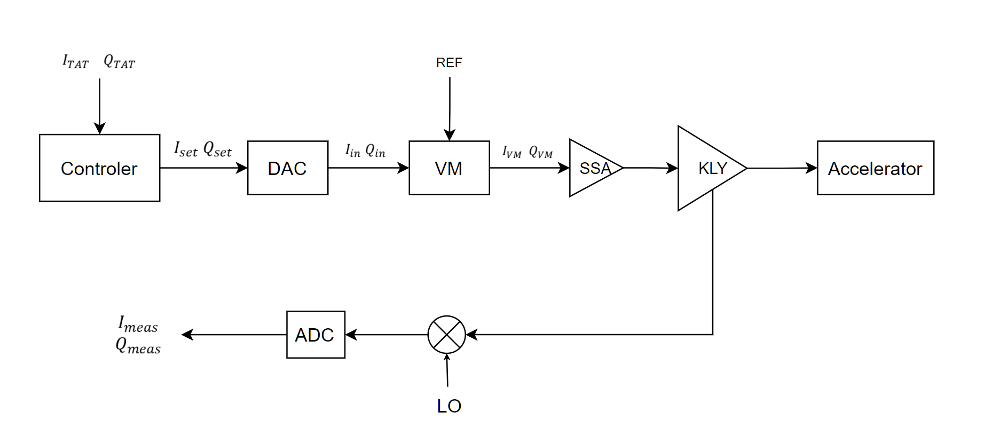 I_TAT Q_TAT
REF
Controler
I_set Q_set
DAC
I_in Q_in
VM
I_VM Q_VM
SSA
KLY
Accelerator
I_meas
Q_meas
ADC
LO